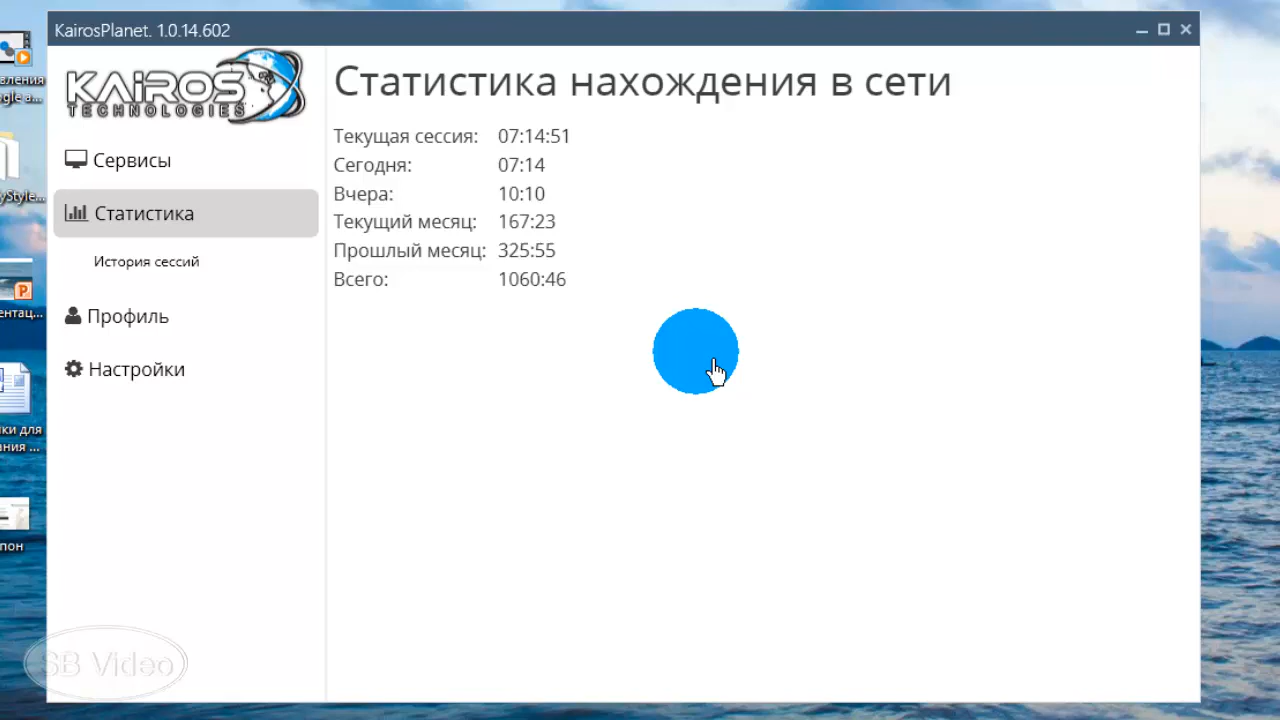 KairosPlanet. 1.0.14.602
KAiROS
TECHNOLOGIES
Сервисы
Статистика
История сессий
Профиль
Настройки
Статистика нахождения в сети
Текущая сессия: 07:14:51
Сегодня: 07:14
Вчера: 10:10
Текущий месяц: 167:23
Прошлый месяц: 325:55
Всего: 1060:46
SB Video